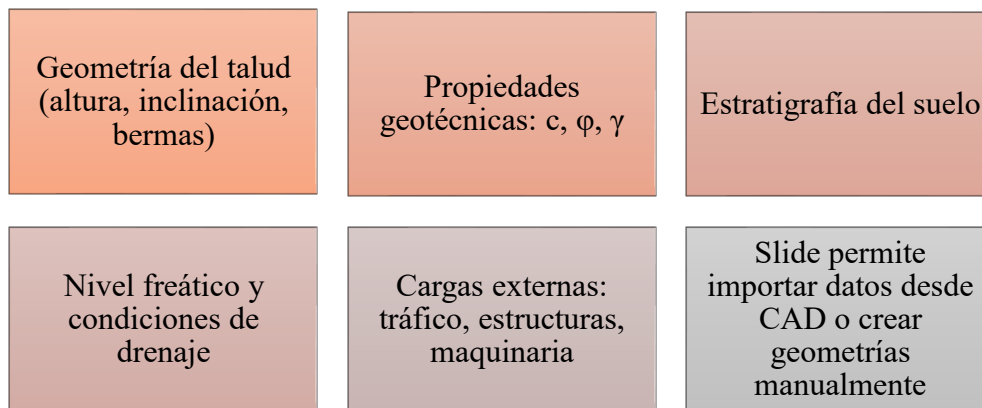 Geometría del talud
(altura, inclinación,
bermas)
Propiedades
geotécnicas: c, φ, γ
Estratigrafía del suelo
Nivel freático y
condiciones de
drenaje
Cargas externas:
tráfico, estructuras,
maquinaria
Slide permite
importar datos desde
CAD o crear
geometrías
manualmente